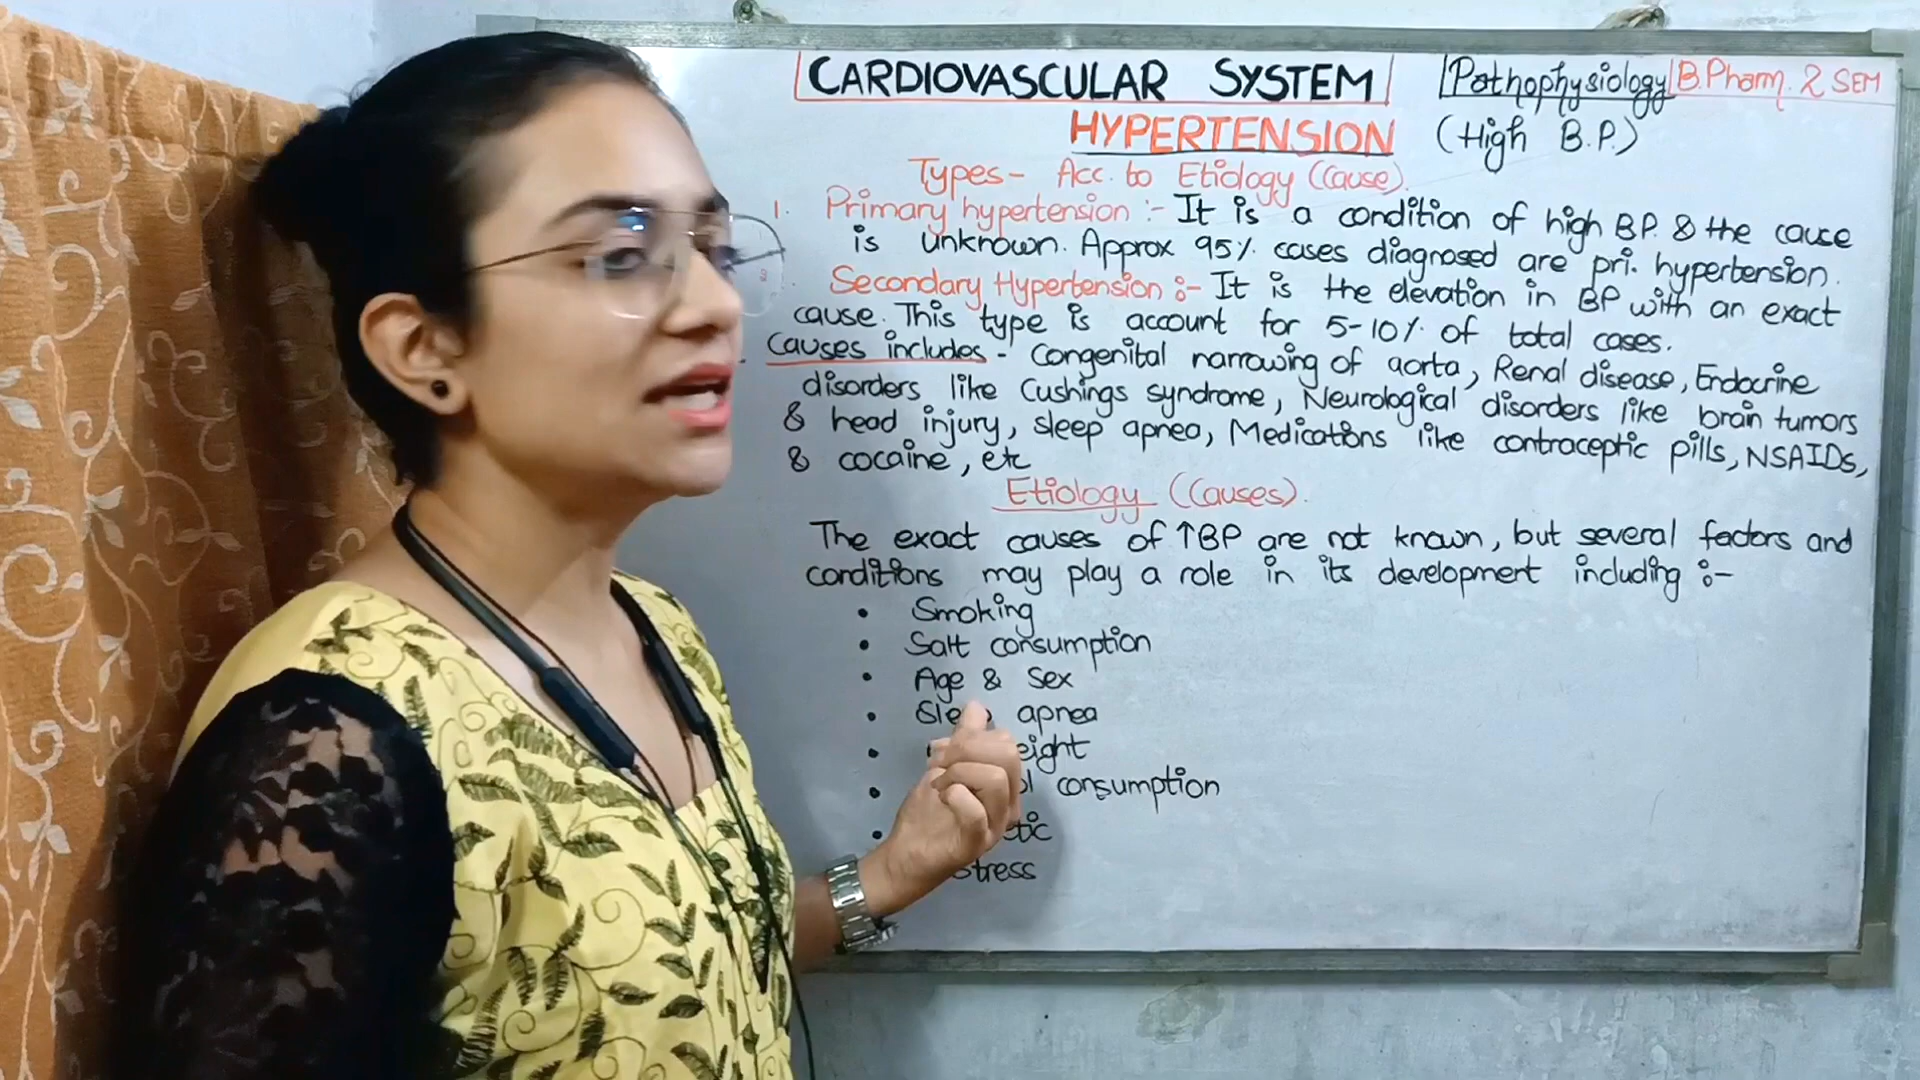 CARDIOVASCULAR SYSTEM
Pathophysiology B.Pharm. 2 SEM
HYPERTENSION (High B.P.)
Types- Acc. to Etiology (Cause).
1. Primary hypertension :- It is a condition of high BP. & the cause
is unknown. Approx 95%. cases diagnosed are pri. hypertension.
Secondary Hypertension :- It is the elevation in BP with an exact
cause. This type is account for 5-10%. of total cases.
Causes includes - Congenital narrowing of aorta, Renal disease, Endocrine
disorders like Cushings syndrome, Neurological disorders like brain tumors
& head injury, sleep apnea, Medications like contraceptic pills, NSAIDs,
& cocaine, etc
Etiology (Causes).
The exact causes of ↑BP are not known, but several factors and
conditions may play a role in its development including :-
• Smoking
• Salt consumption
• Age & Sex
• apnea
•
• consumption
•
stress